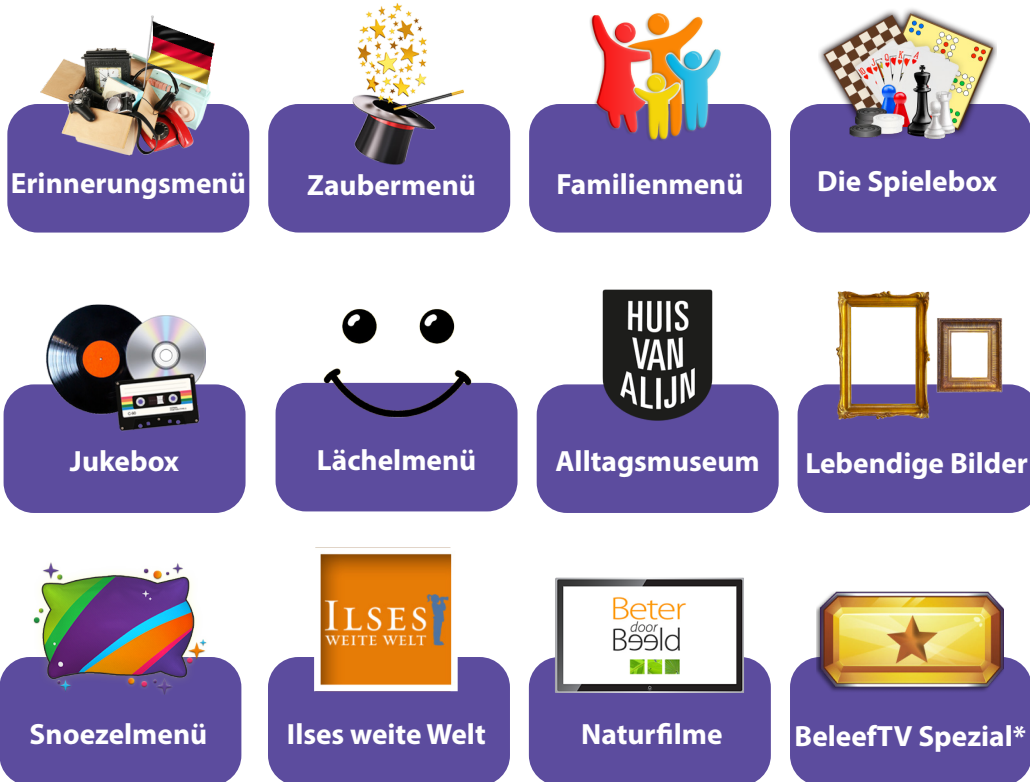 Erinnerungsmenü
Zaubermenü
Familienmenü
Die Spielebox
HUIS
VAN
ALIJN
Jukebox
Lächelmenü
Alltagsmuseum
Lebendige Bilder
ILSES
WEITE WELT
Beter
door
Beeld
Snoezelmenü
Ilses weite Welt
Naturfilme
BeleefTV Spezial*